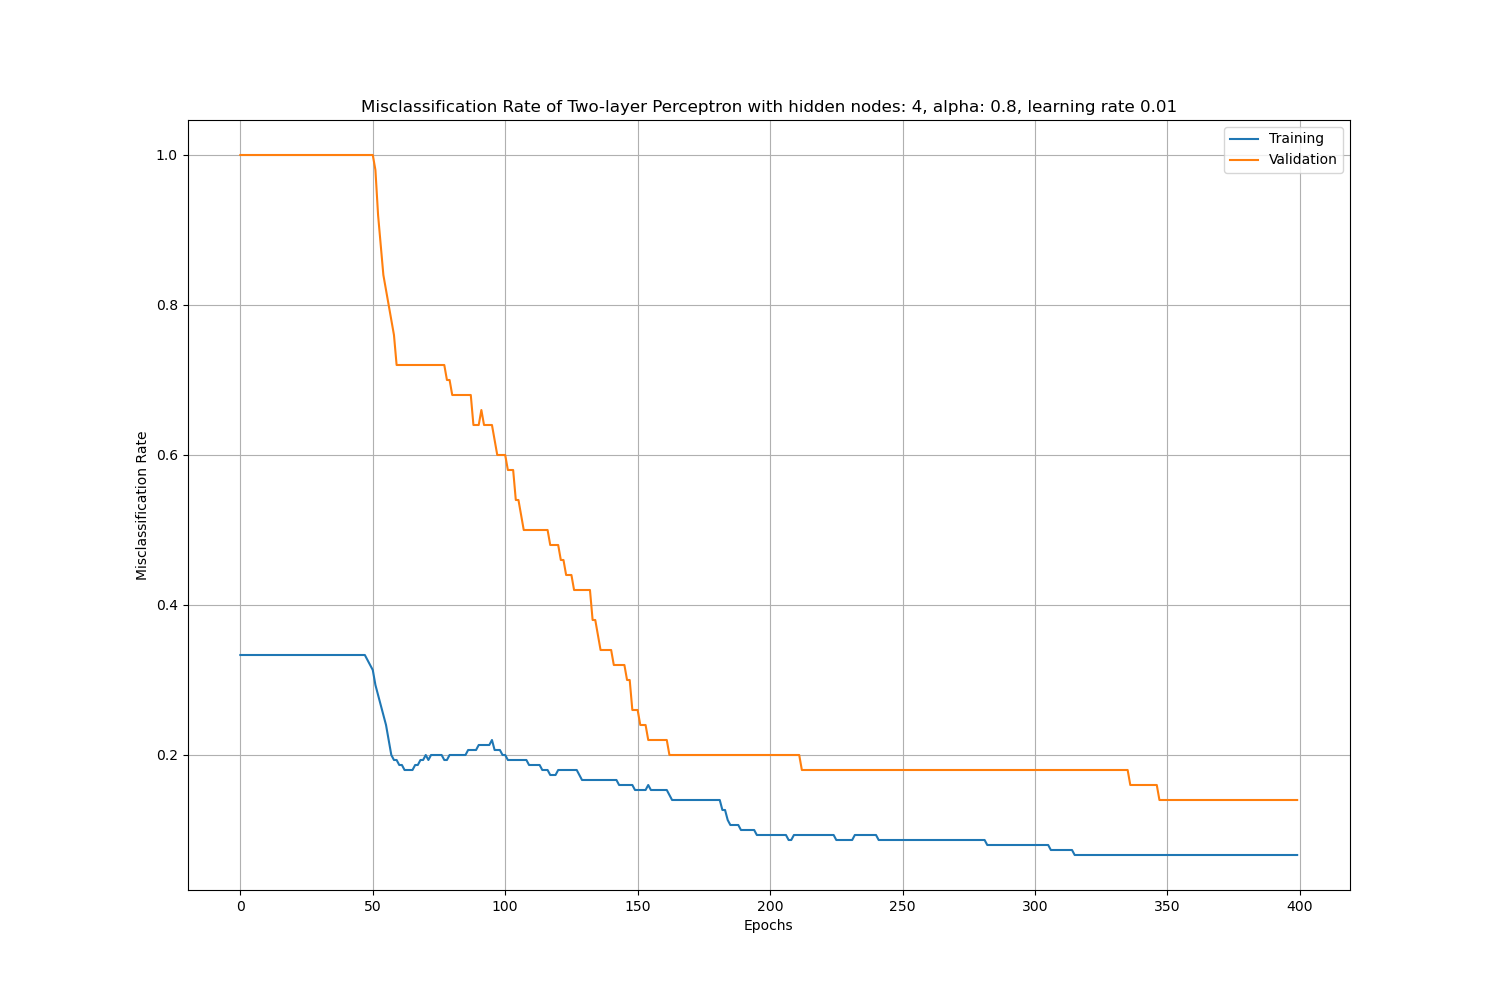 Misclassification Rate of Two-layer Perceptron with hidden nodes: 4, alpha: 0.8, learning rate 0.01
Training
Validation
1.0
0.8
0.6
0.4
0.2
Misclassification Rate
0 50 100 150 200 250 300 350 400
Epochs